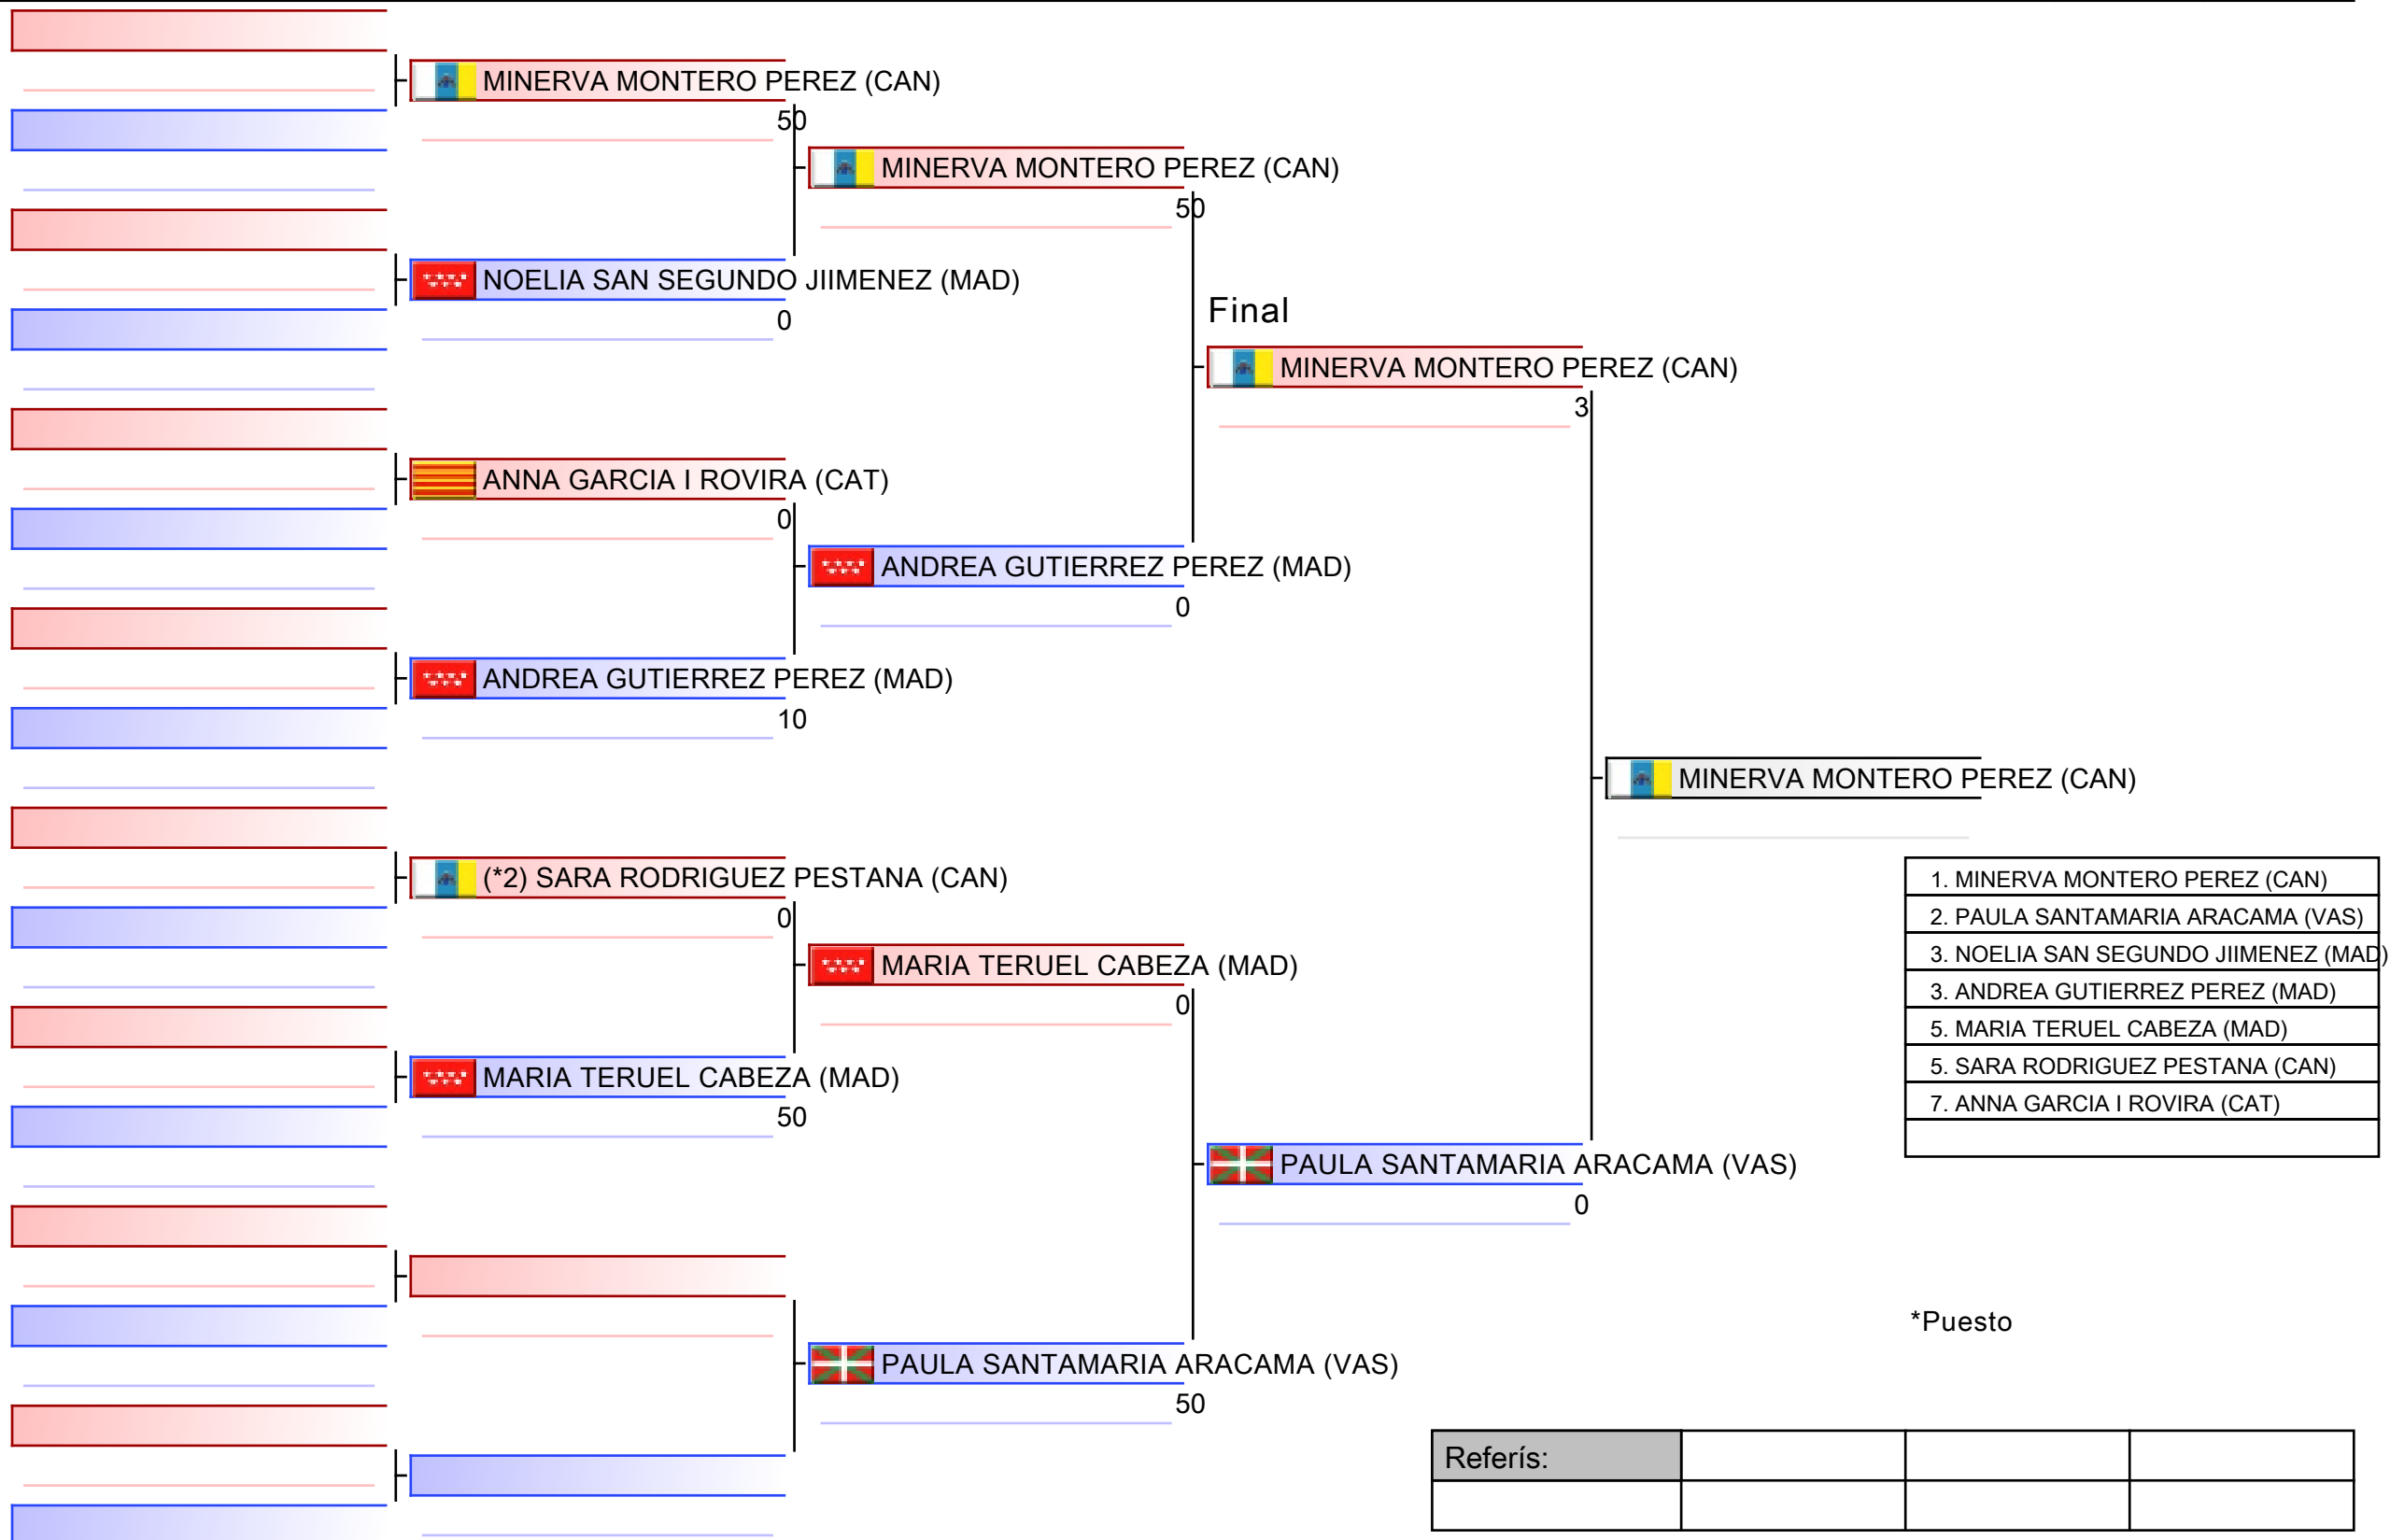 MINERVA MONTERO PEREZ (CAN)
50
MINERVA MONTERO PEREZ (CAN)
50
NOELIA SAN SEGUNDO JIIMENEZ (MAD)
0
Final
MINERVA MONTERO PEREZ (CAN)
3
ANNA GARCIA I ROVIRA (CAT)
0
ANDREA GUTIERREZ PEREZ (MAD)
0
ANDREA GUTIERREZ PEREZ (MAD)
10
MINERVA MONTERO PEREZ (CAN)
(*2) SARA RODRIGUEZ PESTANA (CAN)
0
MARIA TERUEL CABEZA (MAD)
0
MARIA TERUEL CABEZA (MAD)
50
1. MINERVA MONTERO PEREZ (CAN)
2. PAULA SANTAMARIA ARACAMA (VAS)
3. NOELIA SAN SEGUNDO JIIMENEZ (MAD)
3. ANDREA GUTIERREZ PEREZ (MAD)
5. MARIA TERUEL CABEZA (MAD)
5. SARA RODRIGUEZ PESTANA (CAN)
7. ANNA GARCIA I ROVIRA (CAT)
PAULA SANTAMARIA ARACAMA (VAS)
0
*Puesto
PAULA SANTAMARIA ARACAMA (VAS)
50
Referís: